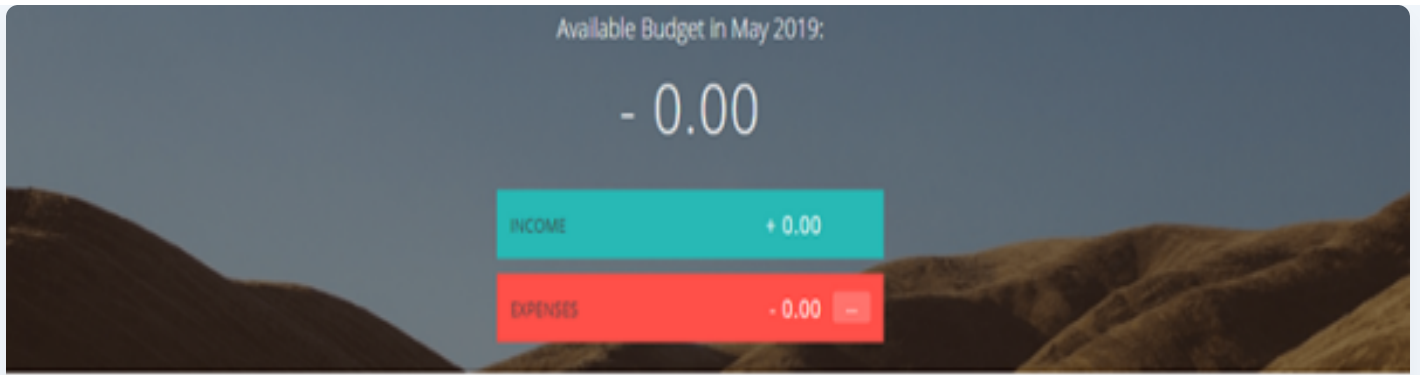 Available Budget in May 2019:
- 0.00
INCOME + 0.00
EXPENSES - 0.00 ---